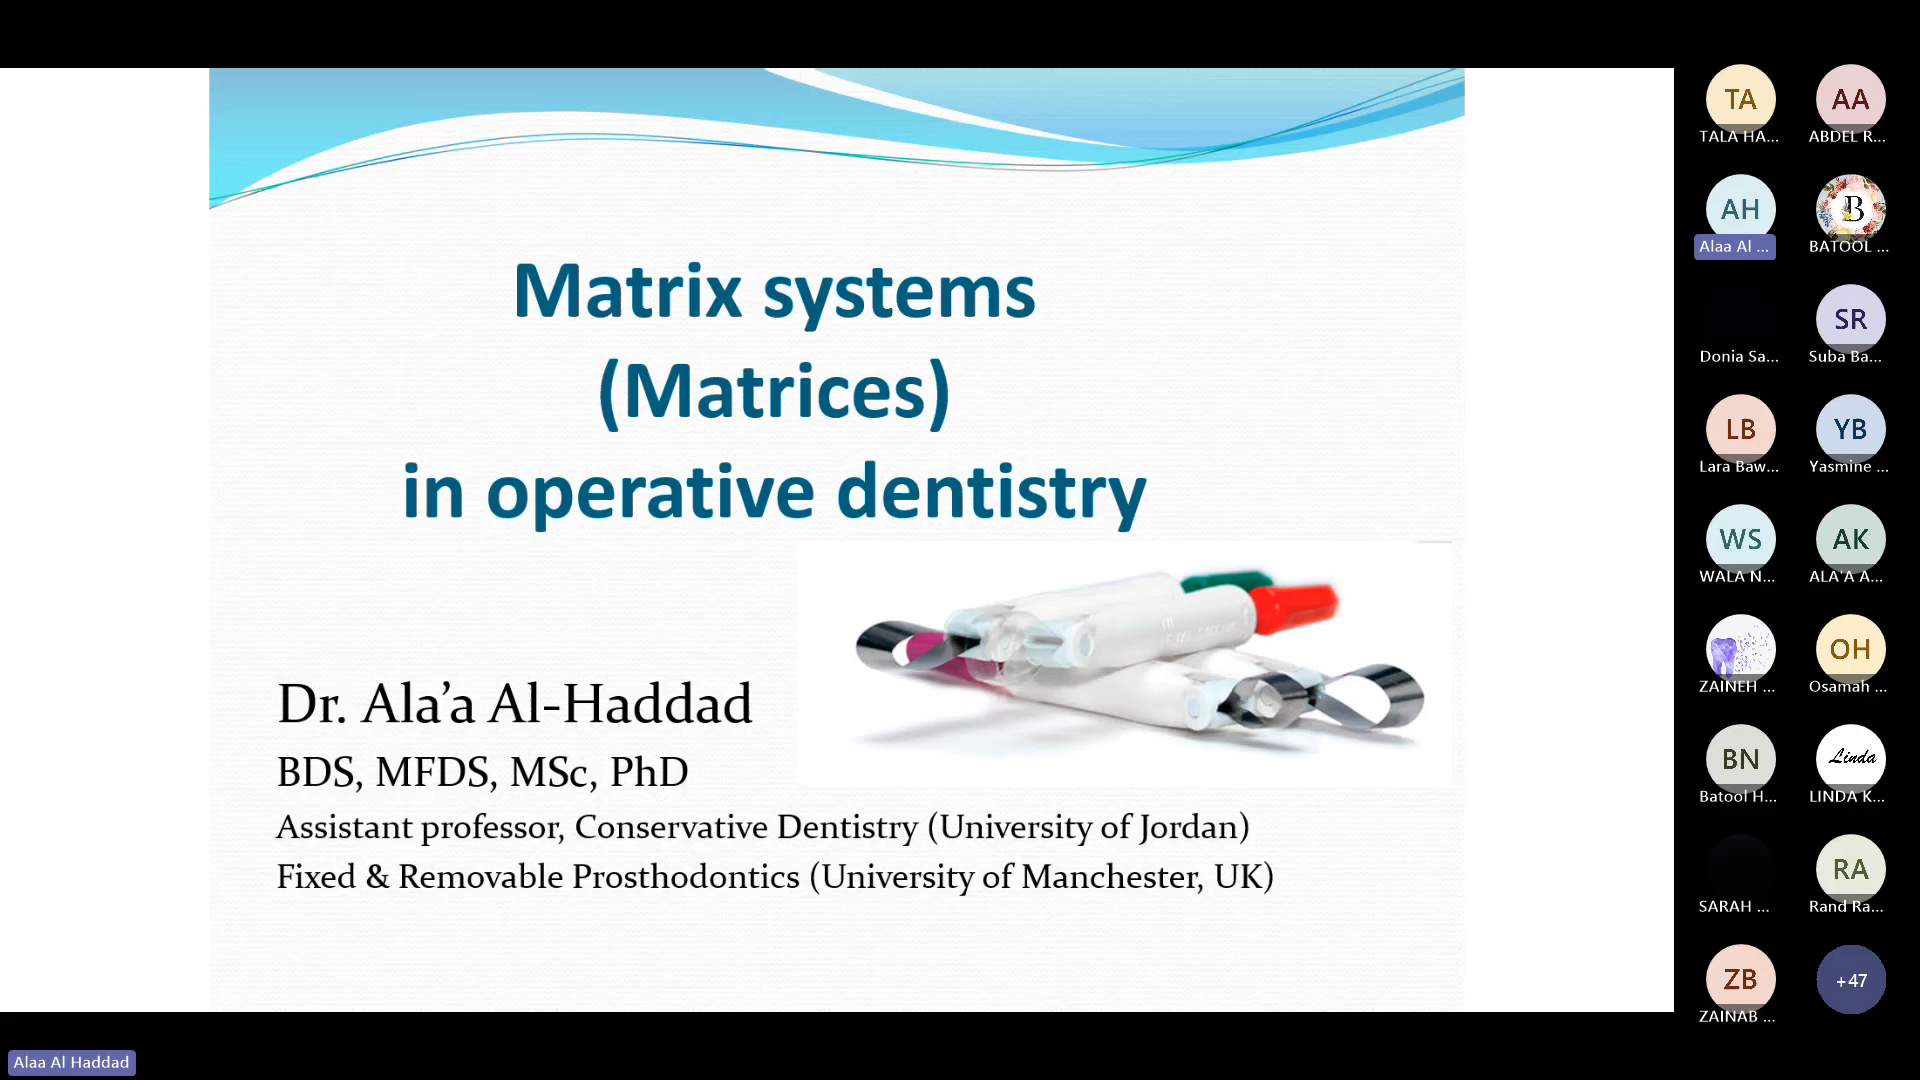 Matrix systems
(Matrices)
in operative dentistry
Dr. Ala’a Al-Haddad
BDS, MFDS, MSc, PhD
Assistant professor, Conservative Dentistry (University of Jordan)
Fixed & Removable Prosthodontics (University of Manchester, UK)
TA
TALA HA...
AA
ABDEL R...
AH
Alaa Al ...
B
BATOOL ...
Donia Sa...
SR
Suba Ba...
LB
Lara Baw...
YB
Yasmine ...
WS
WALA N...
AK
ALA'A A...
ZAINEH ...
OH
Osamah ...
BN
Batool H...
Linda
LINDA K...
SARAH ...
RA
Rand Ra...
ZB
ZAINAB ...
+47
Alaa Al Haddad